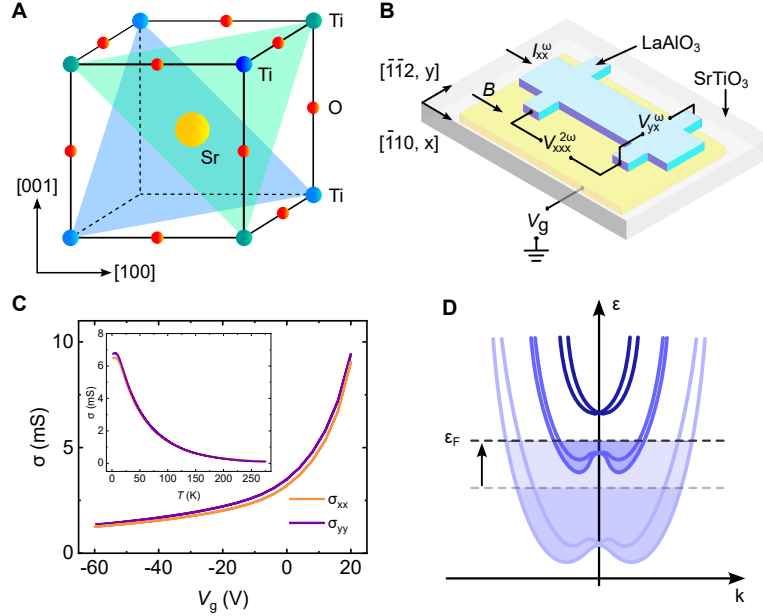 A
Ti
Ti
O
Sr
Ti
[001]
[100]
B
I_xx^ω
LaAlO₃
[1̄1̄2, y]
SrTiO₃
B
[1̄10, x]
V_xxx^2ω
V_yx^ω
V_g
C
σ (mS)
10
5
0
-60
-40
-20
0
20
V_g (V)
σ (mS)
6
4
2
0
0
50
100
150
200
250
T (K)
σ_xx
σ_yy
D
ε
ε_F
k